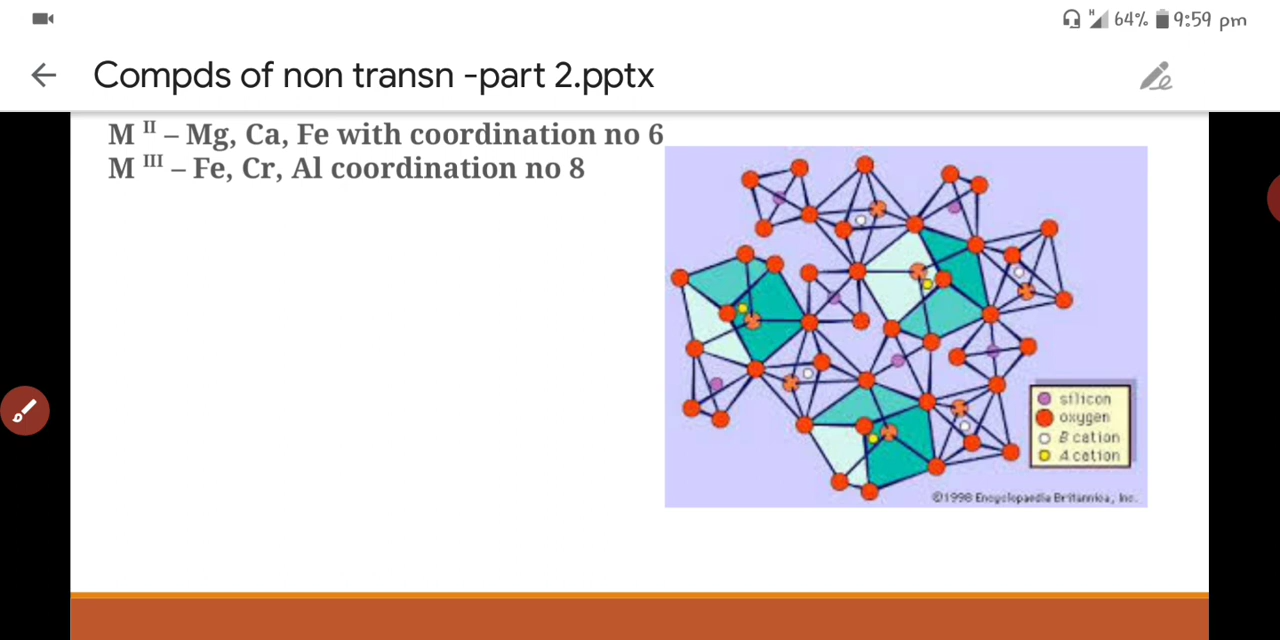 H 64% 9:59 pm
Compds of non transn -part 2.pptx
M II – Mg, Ca, Fe with coordination no 6
M III – Fe, Cr, Al coordination no 8
silicon
oxygen
B cation
A cation
©1998 Encyclopaedia Britannica, Inc.